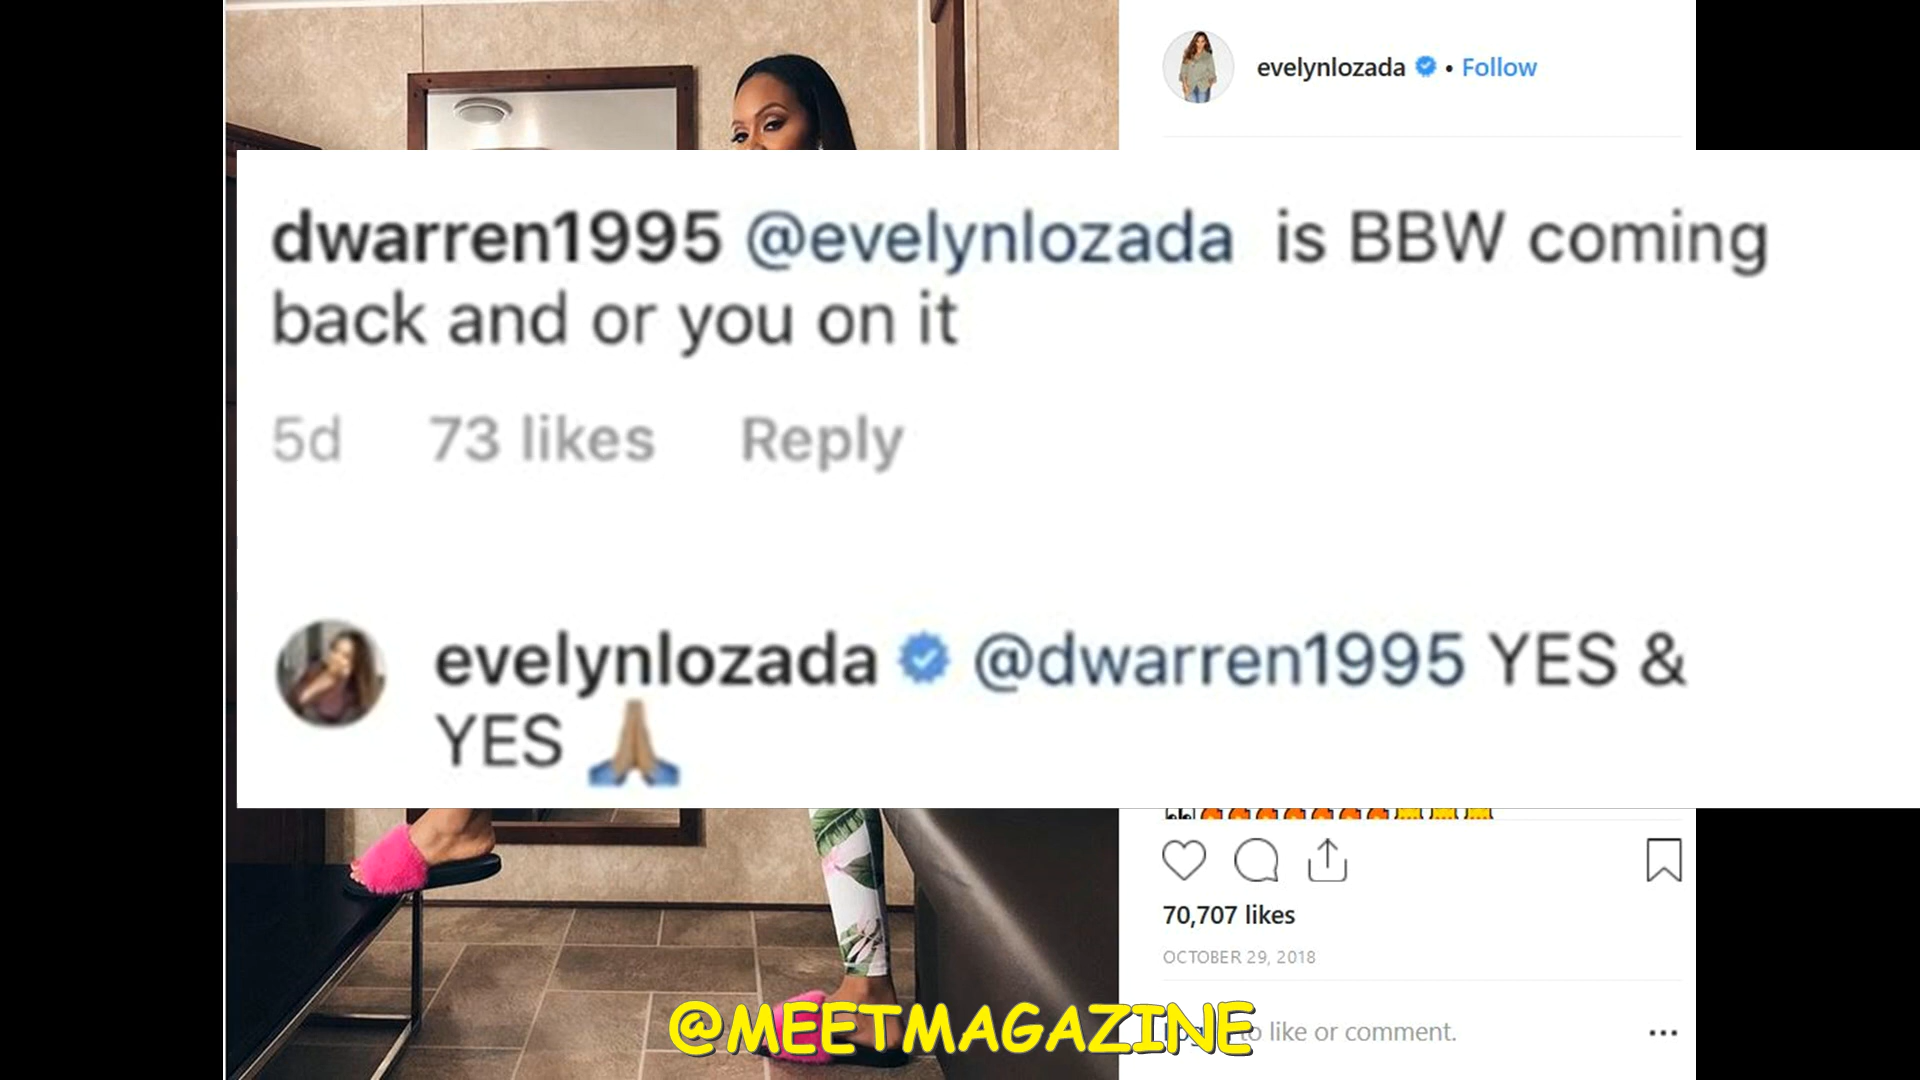 evelynlozada • Follow
dwarren1995 @evelynlozada is BBW coming
back and or you on it
5d 73 likes Reply
evelynlozada @dwarren1995 YES &
YES 🙏🏽
70,707 likes
OCTOBER 29, 2018
to like or comment.
@MEETMAGAZINE